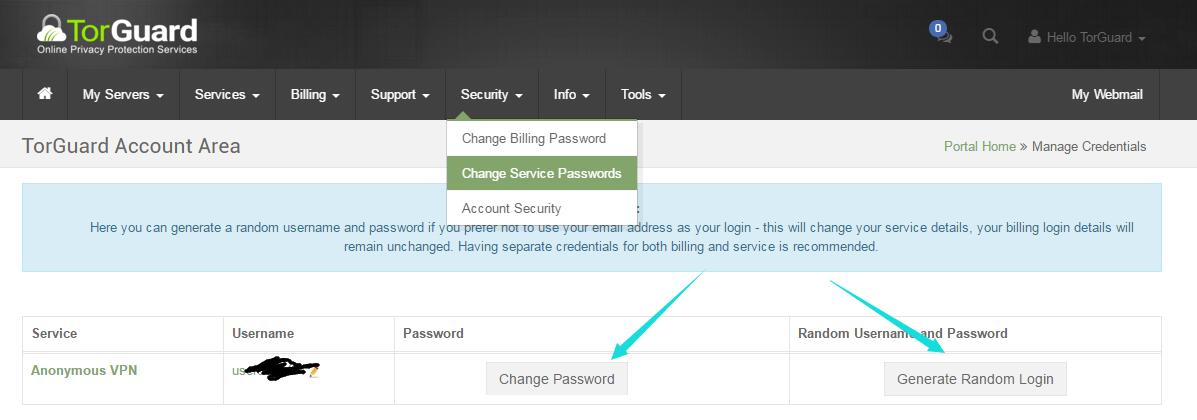 TorGuard
Online Privacy Protection Services
0
Hello TorGuard
My Servers
Services
Billing
Support
Security
Info
Tools
My Webmail
Change Billing Password
Change Service Passwords
Account Security
TorGuard Account Area
Portal Home » Manage Credentials
:
Here you can generate a random username and password if you prefer not to use your email address as your login - this will change your service details, your billing login details will
remain unchanged. Having separate credentials for both billing and service is recommended.
Service
Username
Password
Random Username and Password
Anonymous VPN
Change Password
Generate Random Login